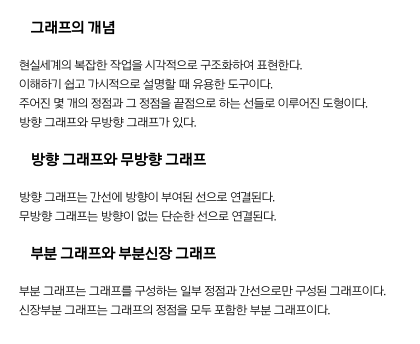 그래프의 개념
현실세계의 복잡한 작업을 시각적으로 구조화하여 표현한다.
이해하기 쉽고 가시적으로 설명할 때 유용한 도구이다.
주어진 몇 개의 정점과 그 정점을 끝점으로 하는 선들로 이루어진 도형이다.
방향 그래프와 무방향 그래프가 있다.
방향 그래프와 무방향 그래프
방향 그래프는 간선에 방향이 부여된 선으로 연결된다.
무방향 그래프는 방향이 없는 단순한 선으로 연결된다.
부분 그래프와 부분신장 그래프
부분 그래프는 그래프를 구성하는 일부 정점과 간선으로만 구성된 그래프이다.
신장부분 그래프는 그래프의 정점을 모두 포함한 부분 그래프이다.